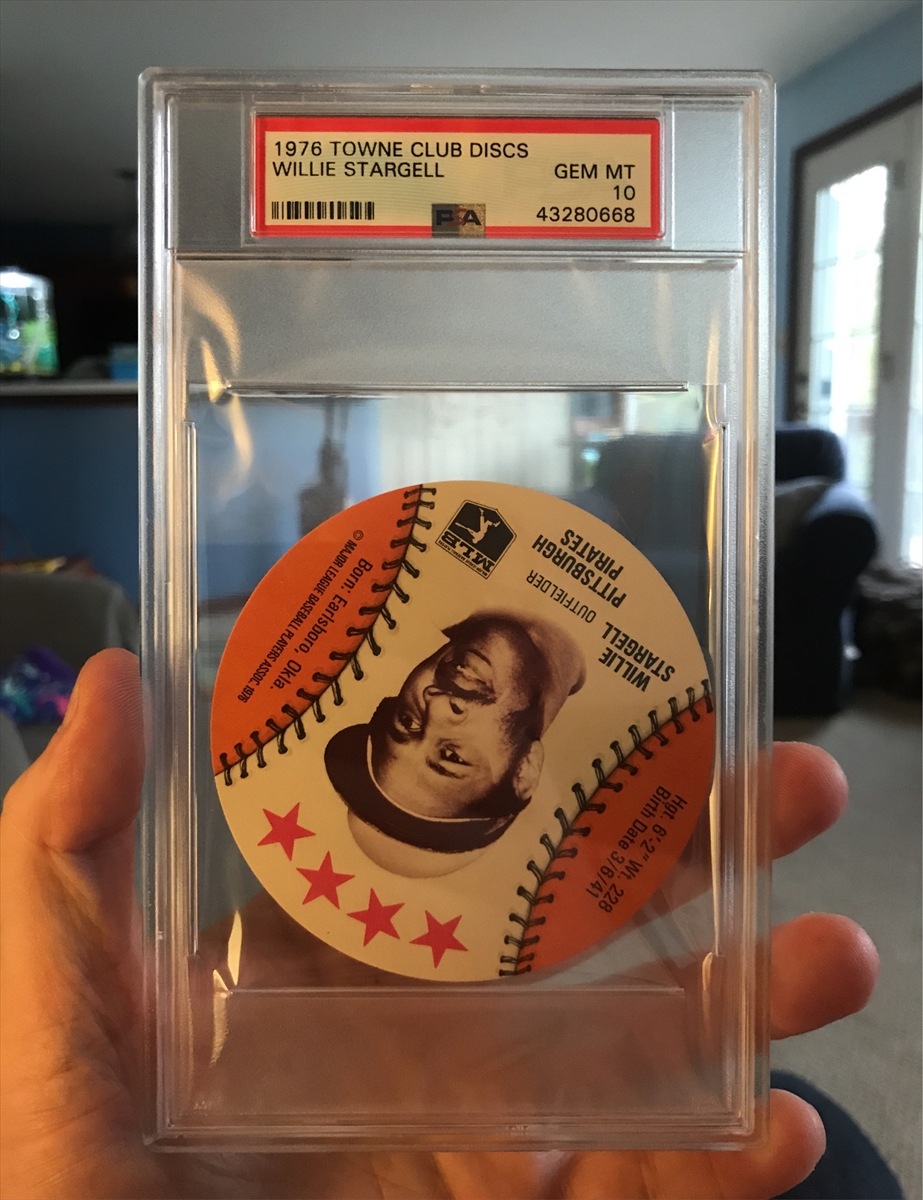 1976 TOWNE CLUB DISCS
WILLIE STARGELL
GEM MT
10
43280668
PSA
MLB
PITTSBURGH
PIRATES
WILLIE
STARGELL OUTFIELDER
Born: Earlsboro, Okla.
© MAJOR LEAGUE BASEBALL PLAYERS ASSOC. 1976
Hgt. 6'-2" Wt. 228
Birth Date 3/6/41